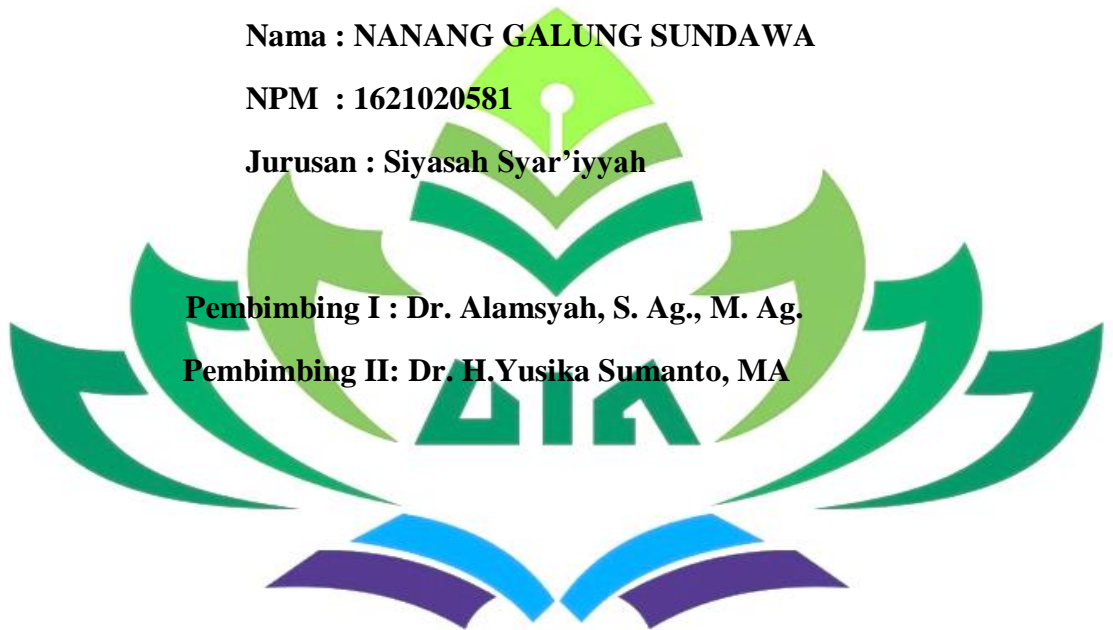 Nama : NANANG GALUNG SUNDAWA
NPM : 1621020581
Jurusan : Siyasah Syar’iyyah
Pembimbing I : Dr. Alamsyah, S. Ag., M. Ag.
Pembimbing II: Dr. H.Yusika Sumanto, MA